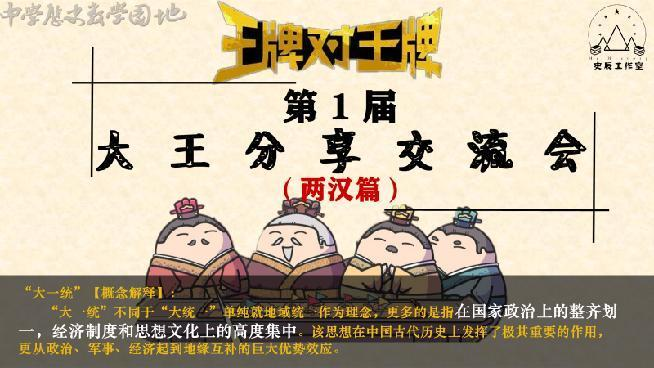 中学历史教学园地
王牌对王牌
史辰工作室
第 1 届
大 王 分 享 交 流 会
（两汉篇）
“大一统”【概念解释】：
“大一统”不同于“大统一”单纯就地域统一作为理念，更多的是指在国家政治上的整齐划
一，经济制度和思想文化上的高度集中。该思想在中国古代历史上发挥了极其重要的作用，
更从政治、军事、经济起到地缘互补的巨大优势效应。